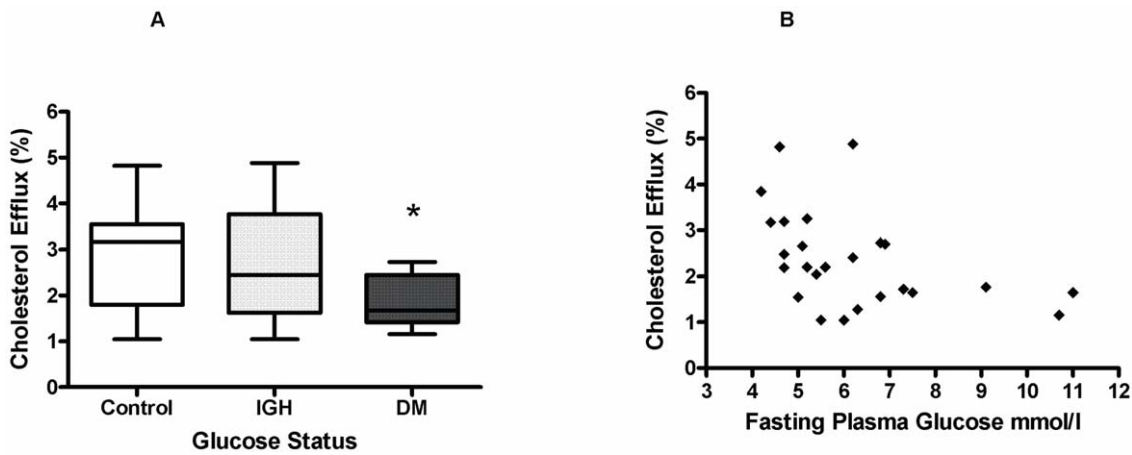 A
Cholesterol Efflux (%)
6
5
4
3
2
1
0
*
Control IGH DM
Glucose Status
B
Cholesterol Efflux (%)
6
5
4
3
2
1
0
3 4 5 6 7 8 9 10 11 12
Fasting Plasma Glucose mmol/l